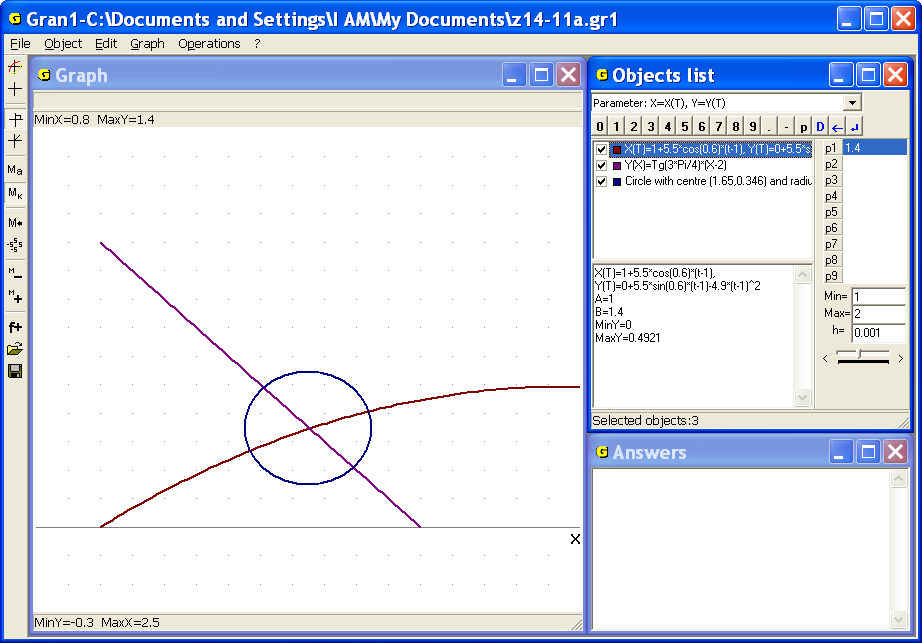 Gran1-C:\Documents and Settings\I AM\My Documents\z14-11a.gr1
File Object Edit Graph Operations ?
Graph
MinX=0.8 MaxY=1.4
X
MinY=-0.3 MaxX=2.5
Objects list
Parameter: X=X(T), Y=Y(T)
0 1 2 3 4 5 6 7 8 9 . - p D
X(T)=1+5.5*cos(0.6)*(t-1), Y(T)=0+5.5*s
Y(X)=Tg(3*Pi/4)*(X-2)
Circle with centre (1.65,0.346) and radiu
p1 1.4
p2
p3
p4
p5
p6
p7
p8
p9
X(T)=1+5.5*cos(0.6)*(t-1),
Y(T)=0+5.5*sin(0.6)*(t-1)-4.9*(t-1)^2
A=1
B=1.4
MinY=0
MaxY=0.4921
Min= 1
Max= 2
h= 0.001
Selected objects:3
Answers